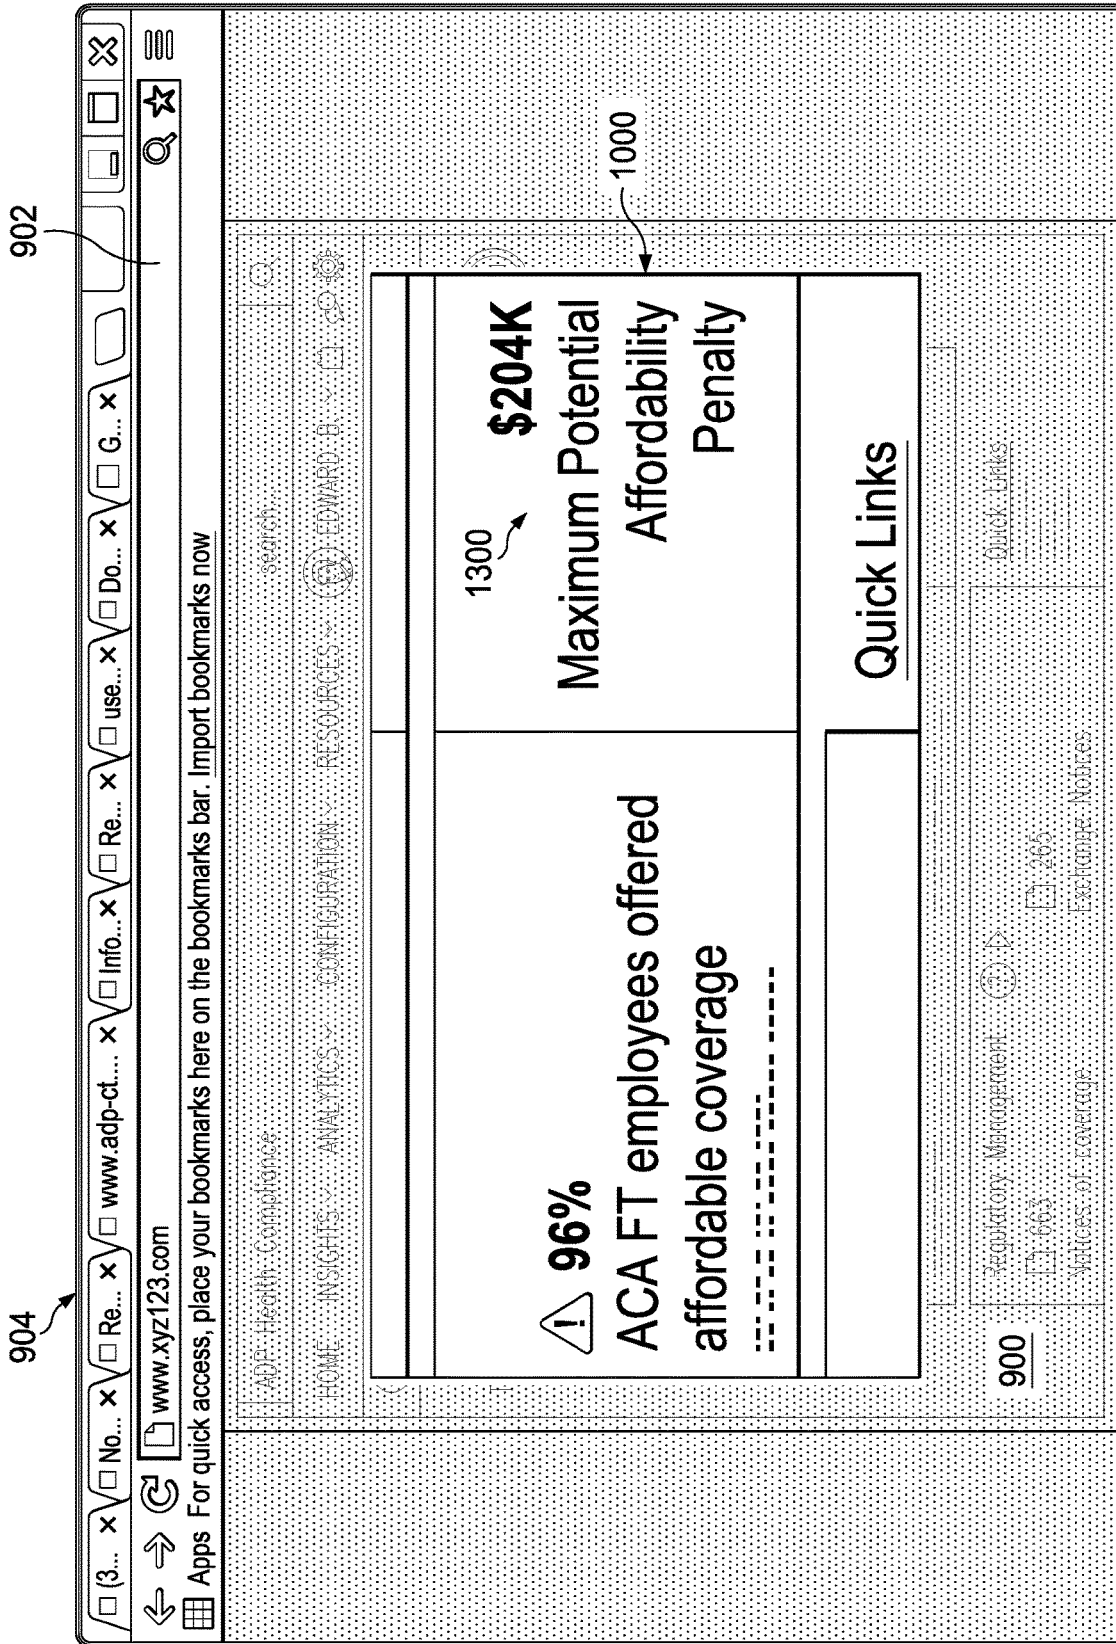 904
902
(3... ×
No... ×
Re... ×
www.adp-ct.... ×
Info...×
Re... ×
use...×
Do... ×
G... ×
www.xyz123.com
Apps For quick access, place your bookmarks here on the bookmarks bar. Import bookmarks now
ADP Health Compliance
search
HOME INSIGHTS ANALYTICS CONFIGURATION RESOURCES EDWARD B.
1300
1000
96%
ACA FT employees offered
affordable coverage
$204K
Maximum Potential
Affordability
Penalty
Quick Links
Regulatory Management
Quick Links
663
265
Notices of coverage
Exchange Notices
900